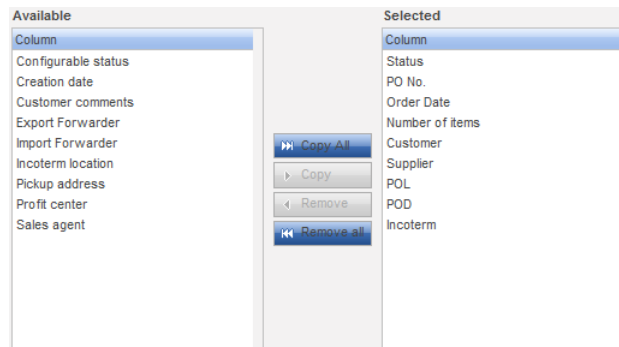 Available
Column
Configurable status
Creation date
Customer comments
Export Forwarder
Import Forwarder
Incoterm location
Pickup address
Profit center
Sales agent
Copy All
Copy
Remove
Remove all
Selected
Column
Status
PO No.
Order Date
Number of items
Customer
Supplier
POL
POD
Incoterm